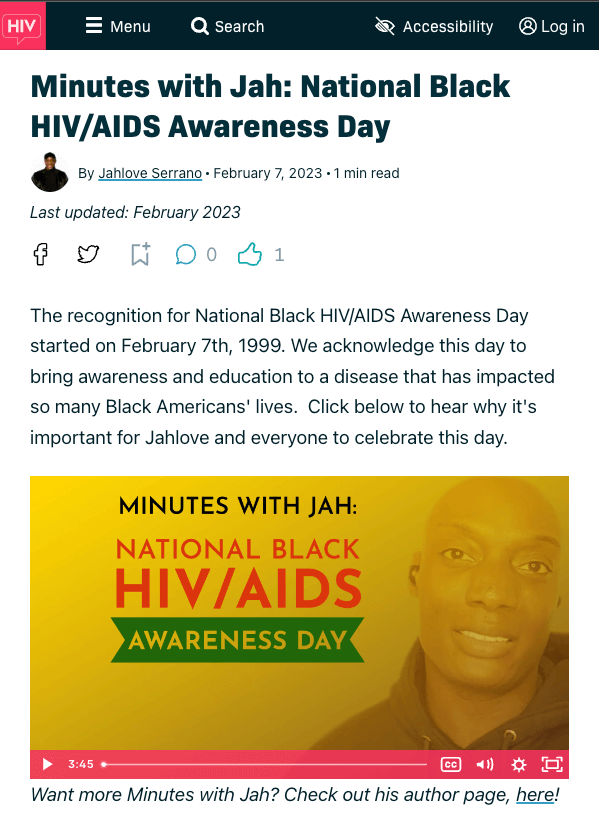 HIV Menu Search Accessibility Log in
Minutes with Jah: National Black
HIV/AIDS Awareness Day
By Jahlove Serrano • February 7, 2023 • 1 min read
Last updated: February 2023
0 1
The recognition for National Black HIV/AIDS Awareness Day
started on February 7th, 1999. We acknowledge this day to
bring awareness and education to a disease that has impacted
so many Black Americans' lives.  Click below to hear why it's
important for Jahlove and everyone to celebrate this day.
MINUTES WITH JAH:
NATIONAL BLACK
HIV/AIDS
AWARENESS DAY
3:45 CC
Want more Minutes with Jah? Check out his author page, here!